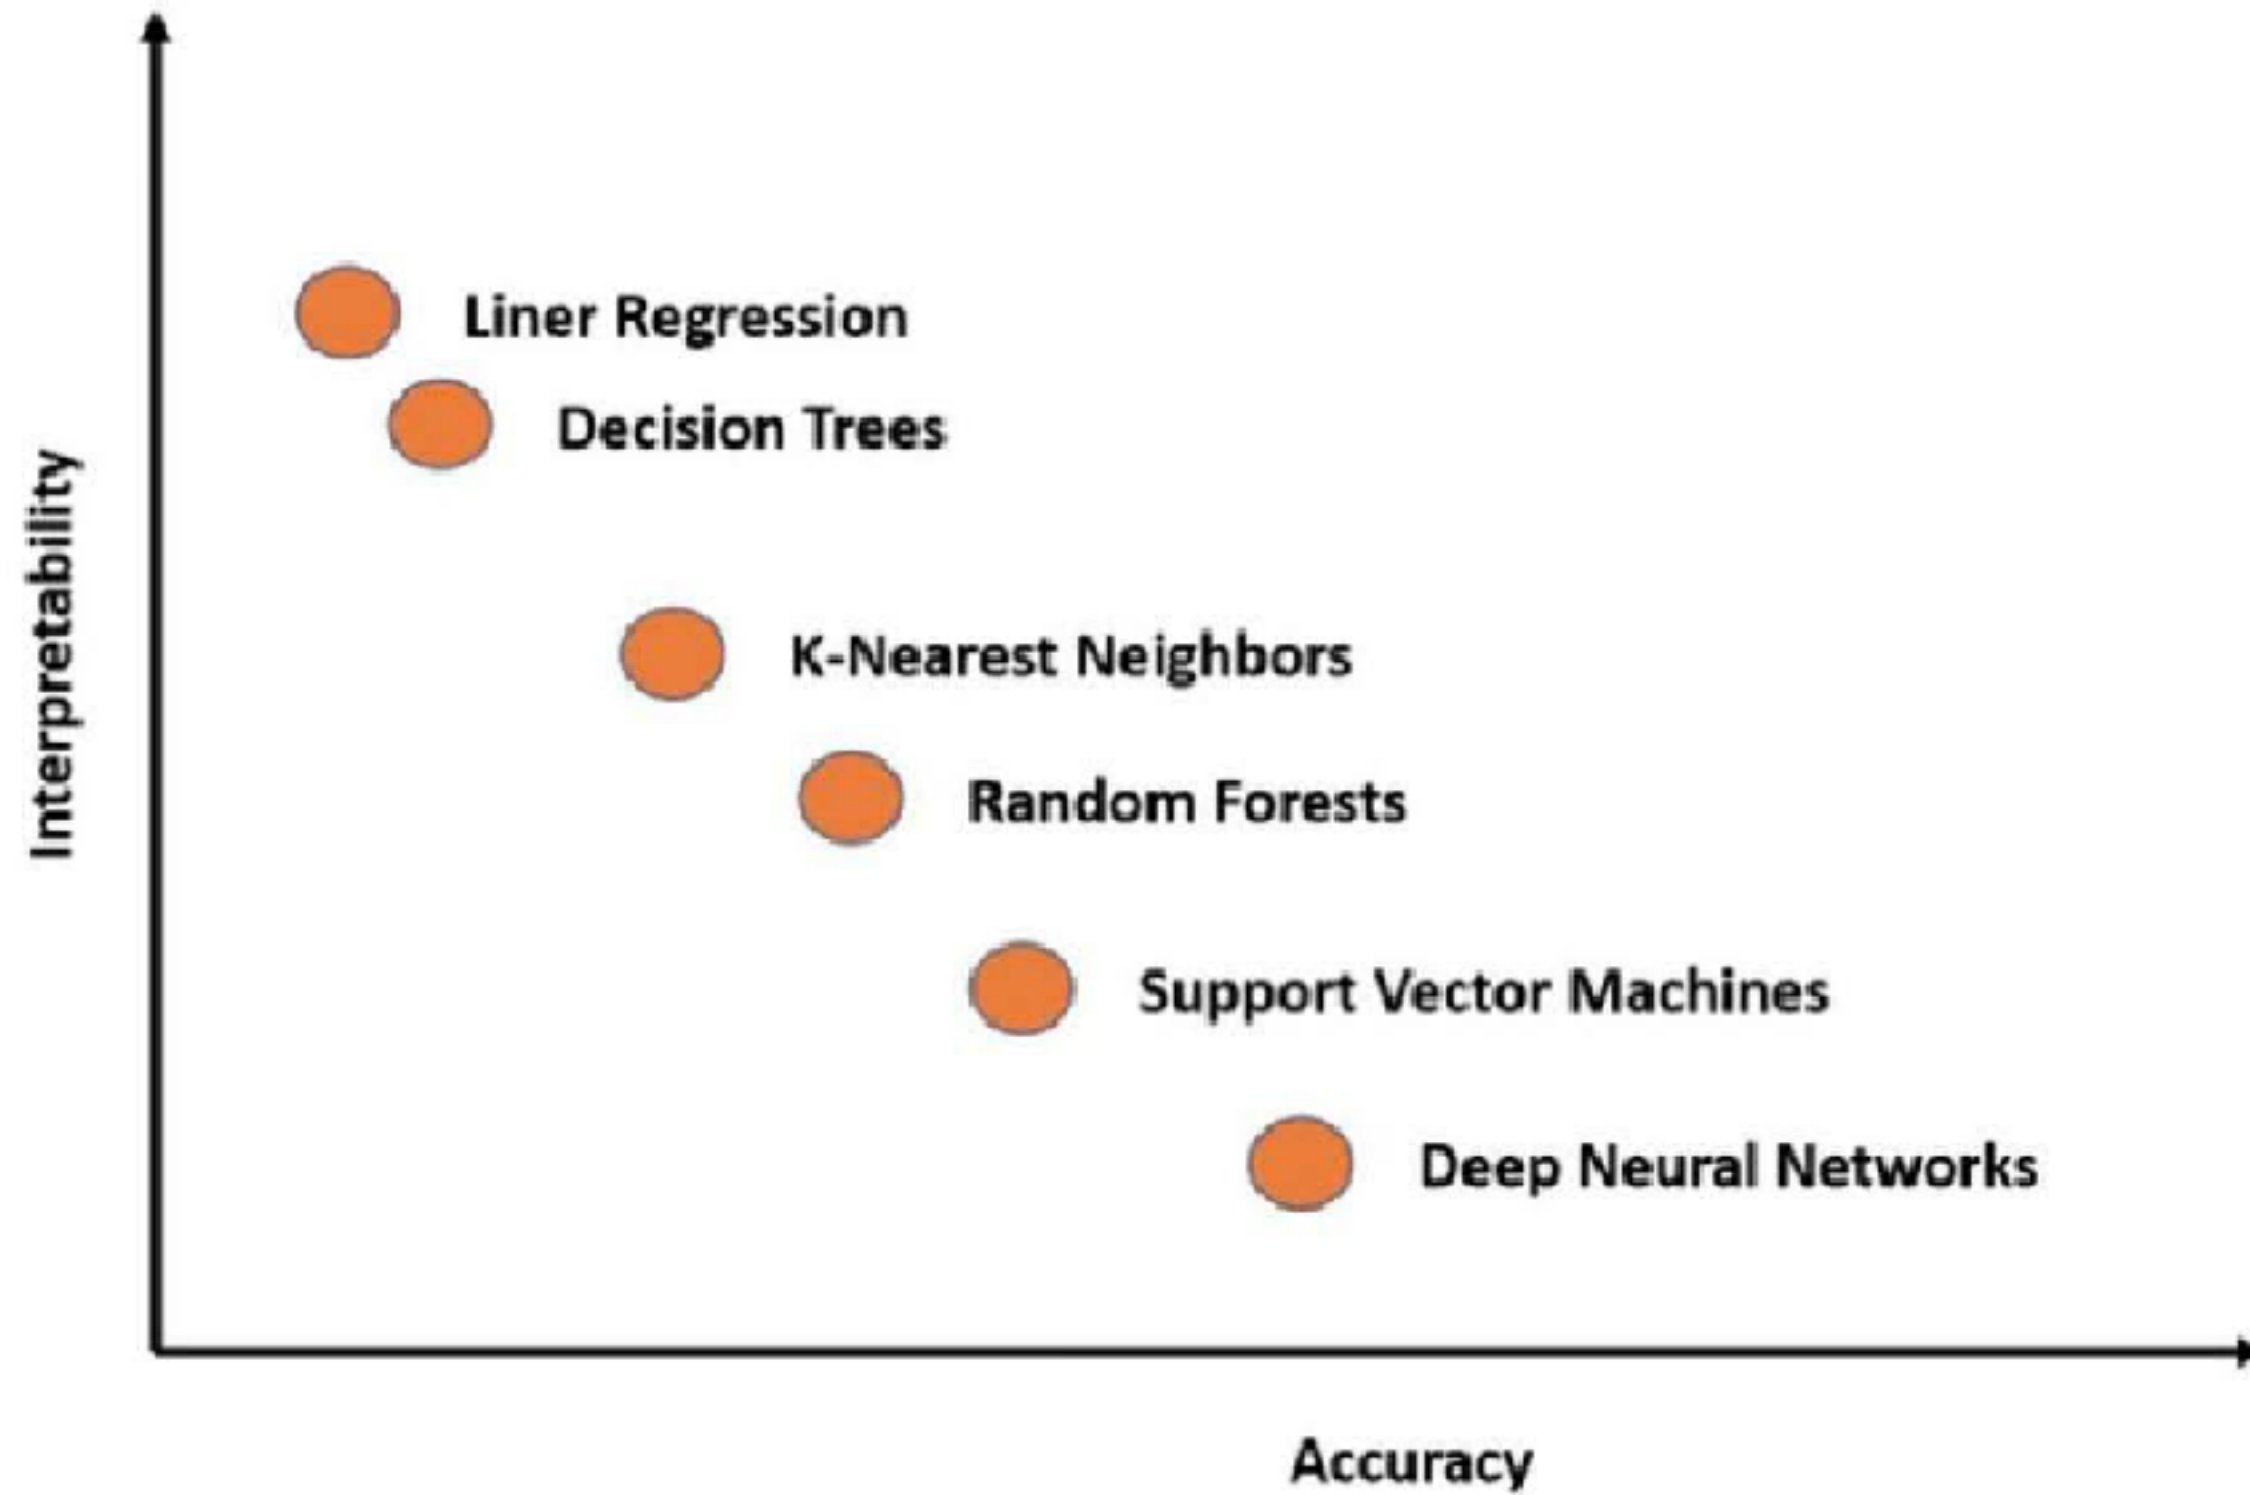 Interpretability
Liner Regression
Decision Trees
K-Nearest Neighbors
Random Forests
Support Vector Machines
Deep Neural Networks
Accuracy